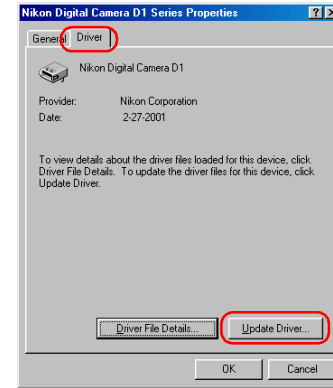 Nikon Digital Camera D1 Series Properties
General Driver
Nikon Digital Camera D1
Provider: Nikon Corporation
Date: 2-27-2001
To view details about the driver files loaded for this device, click
Driver File Details. To update the driver files for this device, click
Update Driver.
Driver File Details... Update Driver...
OK Cancel